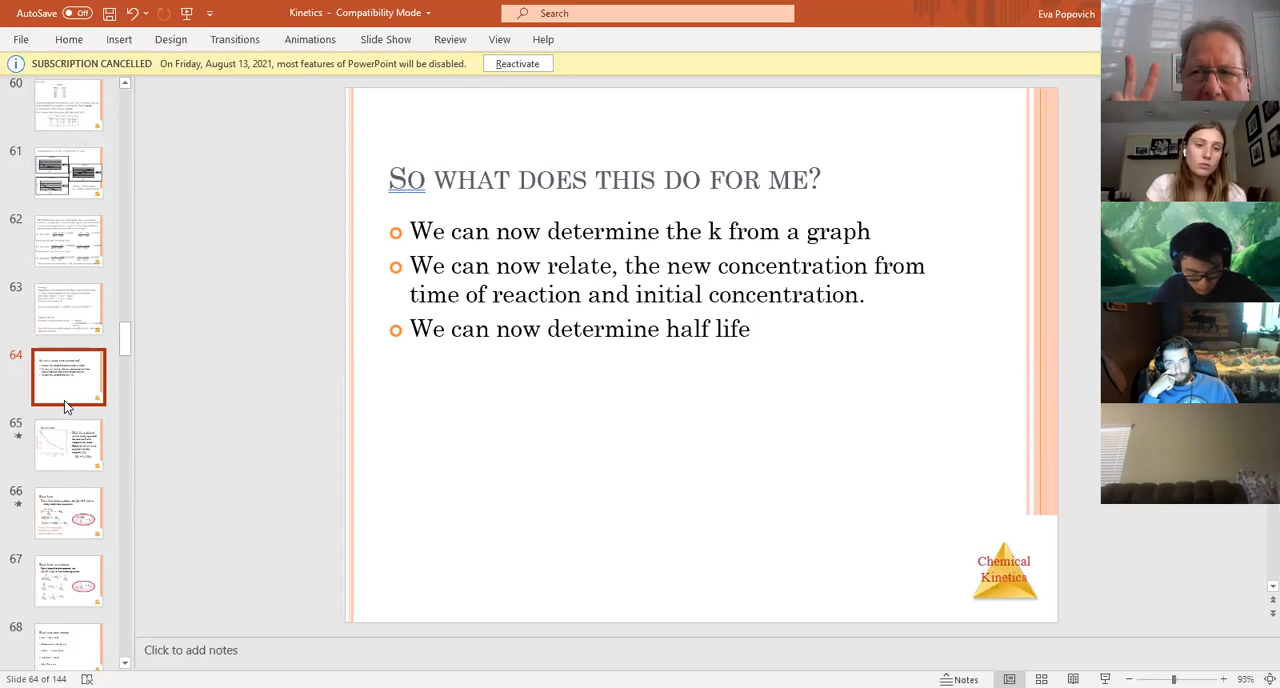 AutoSave Off Kinetics - Compatibility Mode Search Eva Popovich
File Home Insert Design Transitions Animations Slide Show Review View Help
SUBSCRIPTION CANCELLED On Friday, August 13, 2021, most features of PowerPoint will be disabled. Reactivate
60
61
62
63
64
65
66
67
68
So what does this do for me?
We can now determine the k from a graph
We can now relate, the new concentration from
time of reaction and initial concentration.
We can now determine half life
Chemical
Kinetics
Click to add notes
Slide 64 of 144 Notes 93%